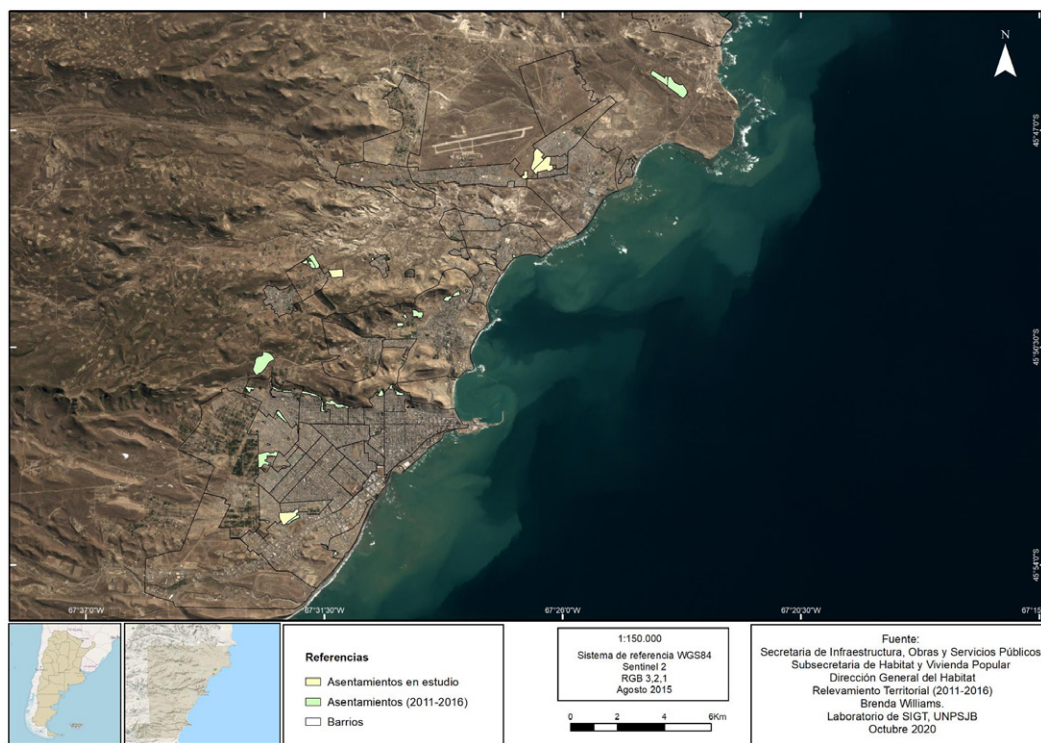 N
45°47'0"S
45°50'30"S
45°54'0"S
67°37'0"W
67°31'30"W
67°26'0"W
67°20'30"W
67°15'
Referencias
Asentamientos en estudio
Asentamientos (2011-2016)
Barrios
1:150.000
Sistema de referencia WGS84
Sentinel 2
RGB 3,2,1
Agosto 2015
0 2 4 6Km
Fuente:
Secretaria de Infraestructura, Obras y Servicios Públicos
Subsecretaria de Habitat y Vivienda Popular
Dirección General del Habitat
Relevamiento Territorial (2011-2016)
Brenda Williams.
Laboratorio de SIGT, UNPSJB
Octubre 2020